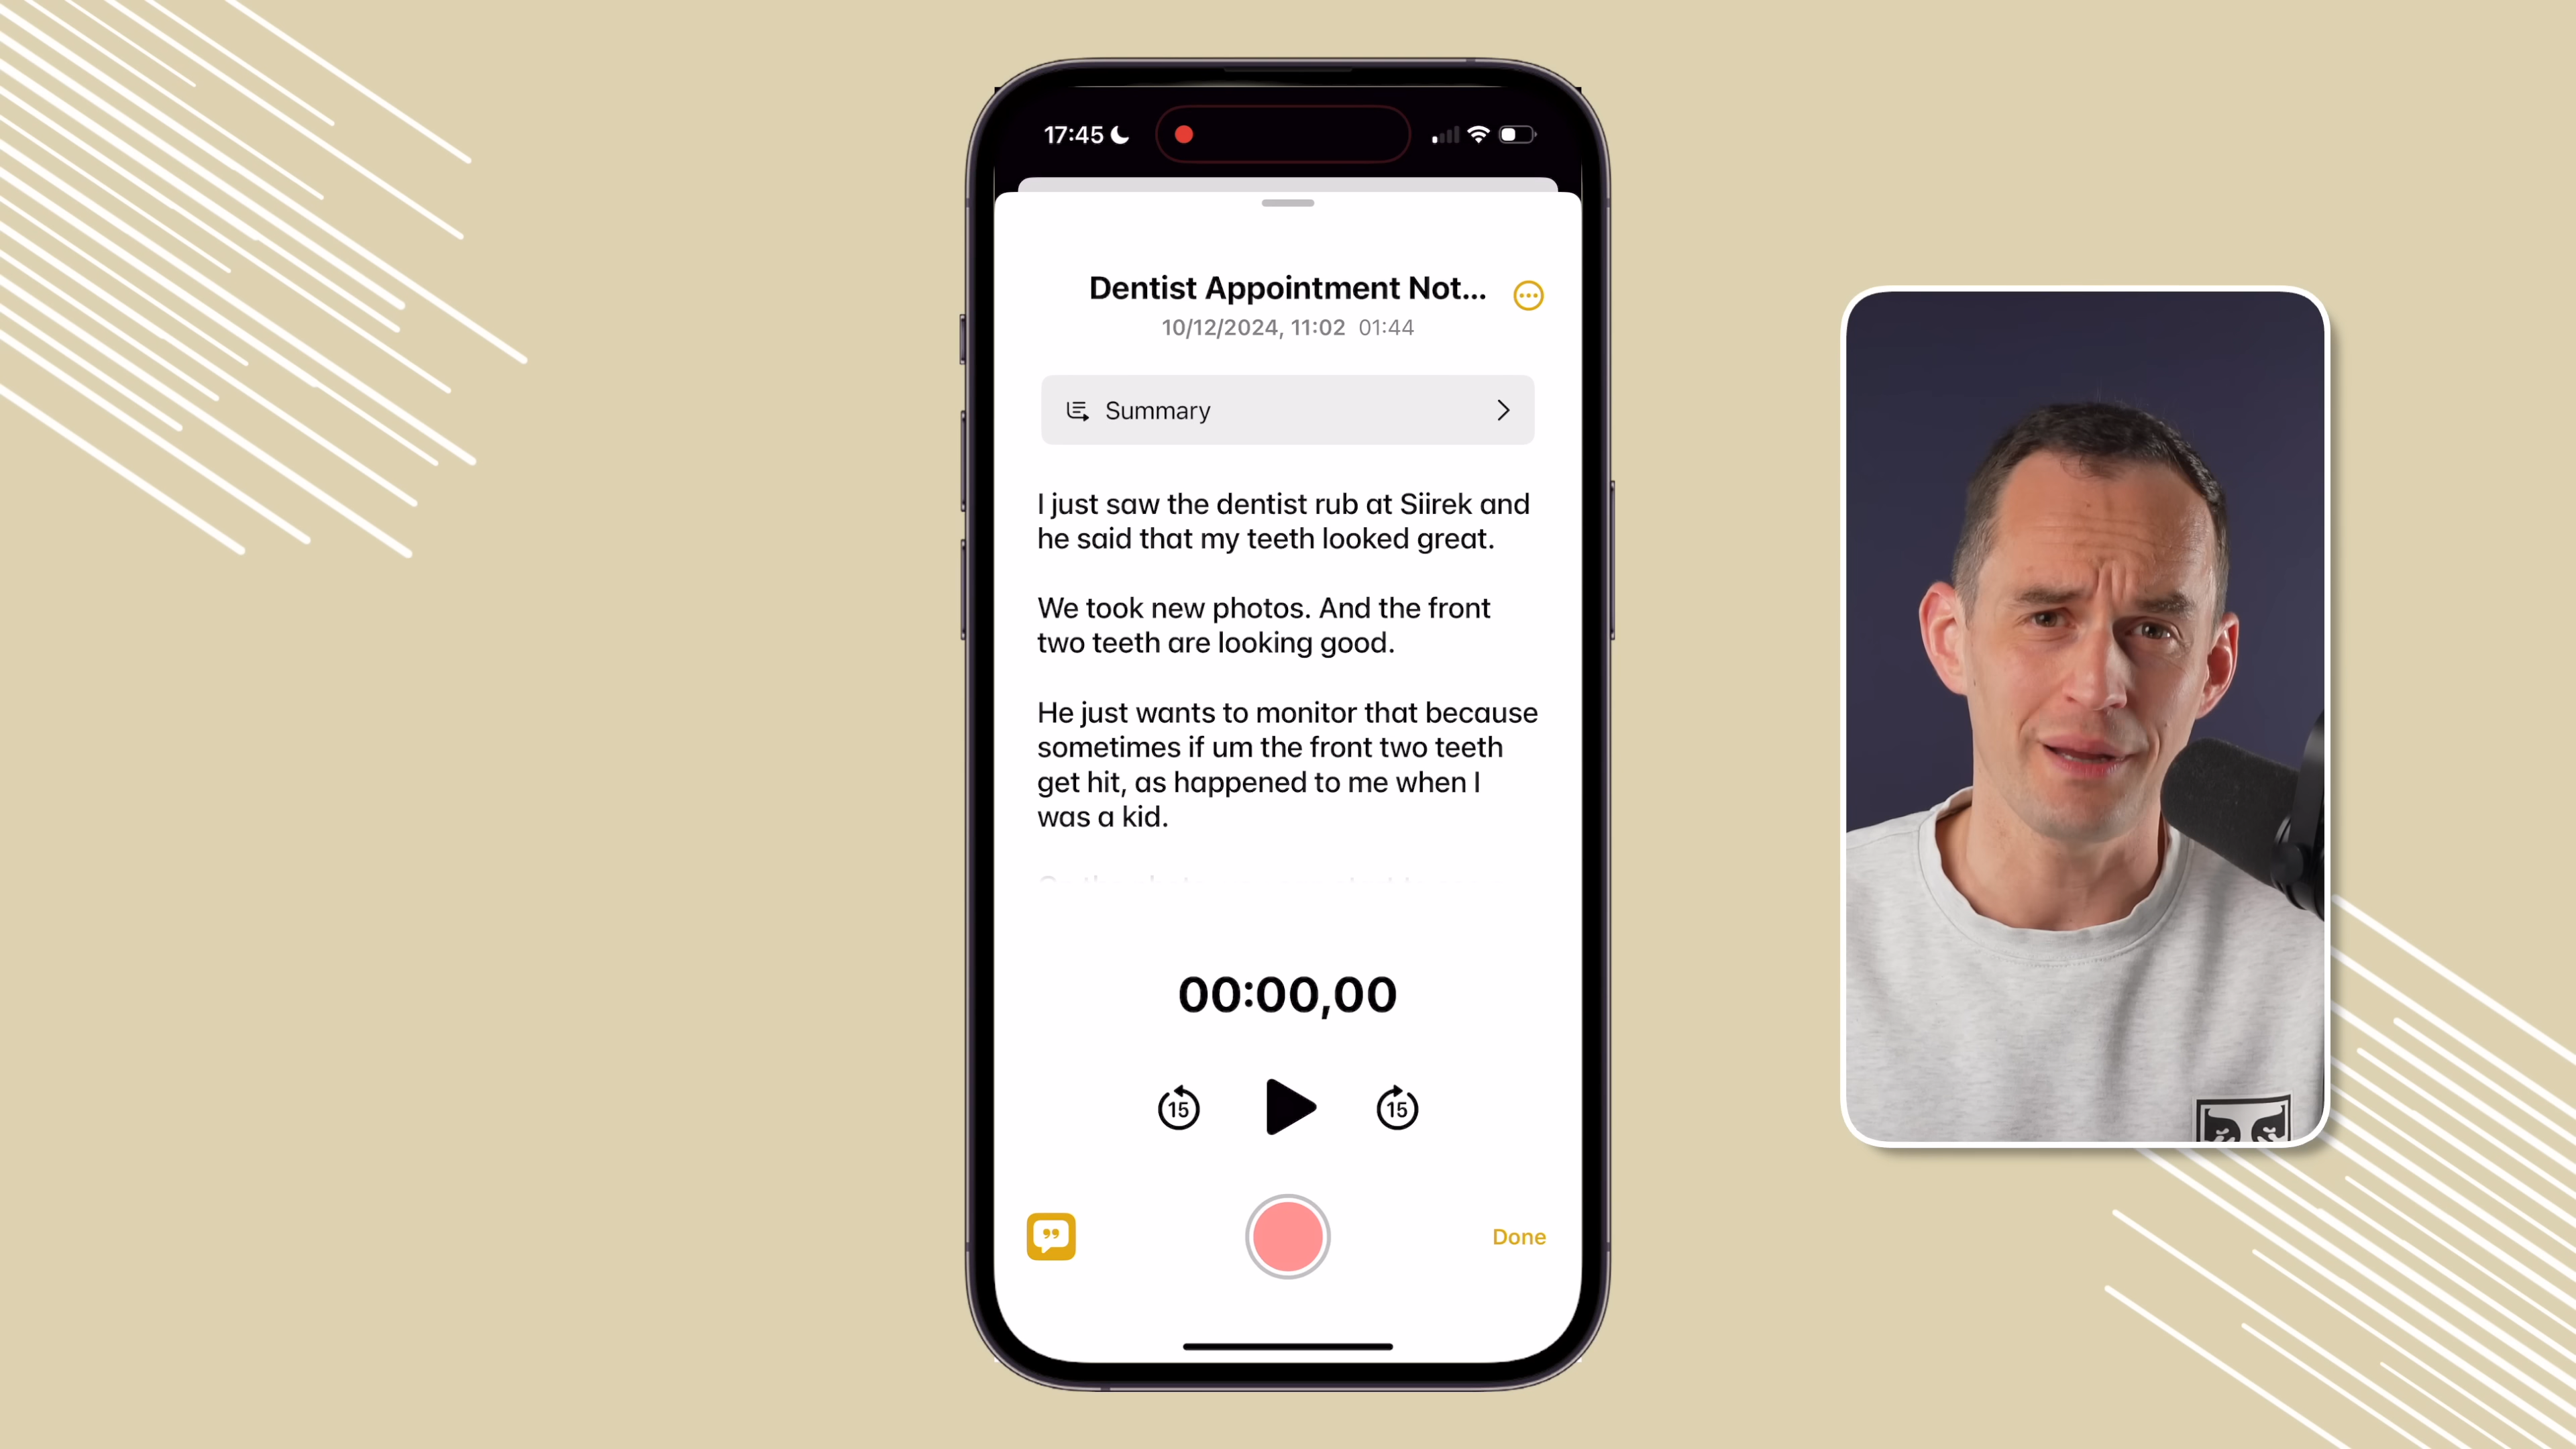 17:45
Dentist Appointment Not...
10/12/2024, 11:02 01:44
Summary
I just saw the dentist rub at Siirek and
he said that my teeth looked great.
We took new photos. And the front
two teeth are looking good.
He just wants to monitor that because
sometimes if um the front two teeth
get hit, as happened to me when I
was a kid.
00:00,00
15
15
Done